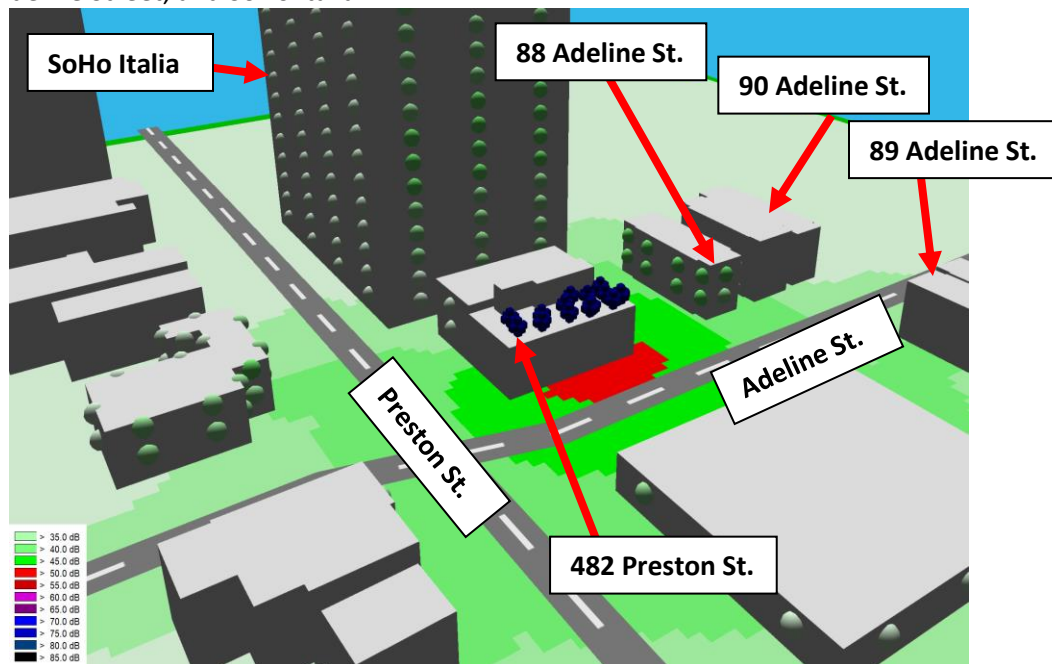 SoHo Italia
88 Adeline St.
90 Adeline St.
89 Adeline St.
Adeline St.
Preston St.
482 Preston St.
> 35.0 dB
> 40.0 dB
> 45.0 dB
> 50.0 dB
> 55.0 dB
> 60.0 dB
> 65.0 dB
> 70.0 dB
> 75.0 dB
> 80.0 dB
> 85.0 dB